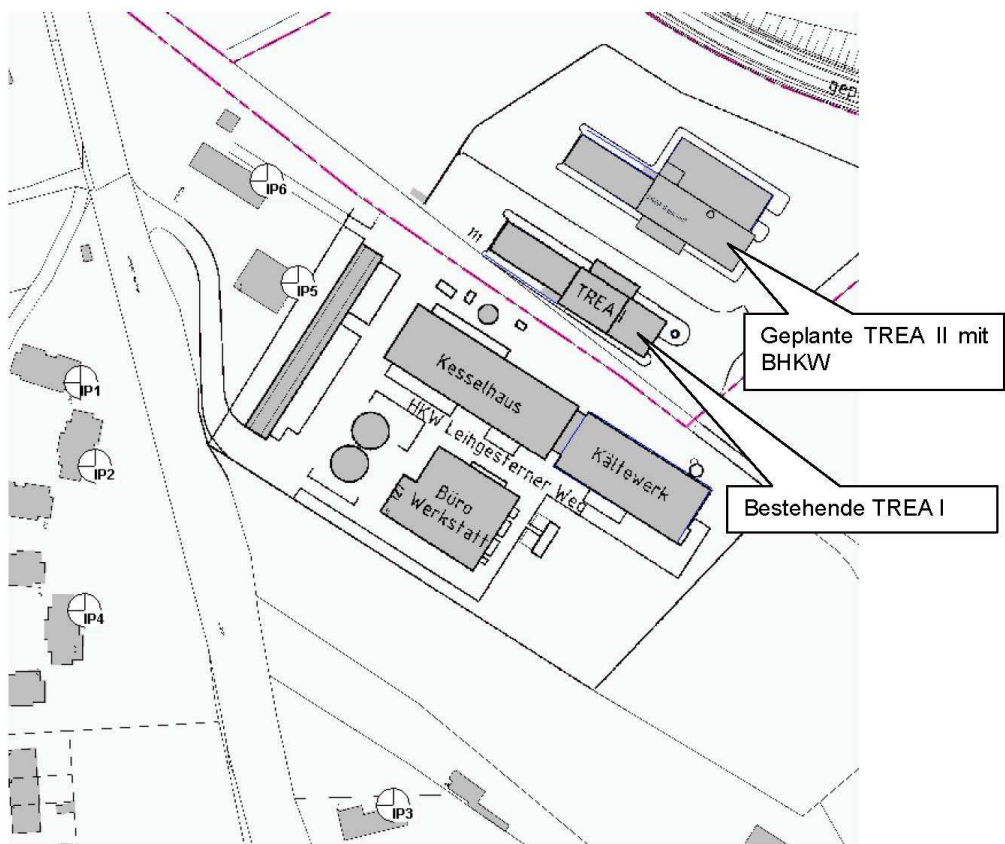 gep
IP6
IP5
TREA I
Geplante TREA II mit
BHKW
Kesselhaus
IP1
HKW Leihgesterner Weg
Kältewerk
IP2
Büro
Werkstatt
Bestehende TREA I
IP4
IP3